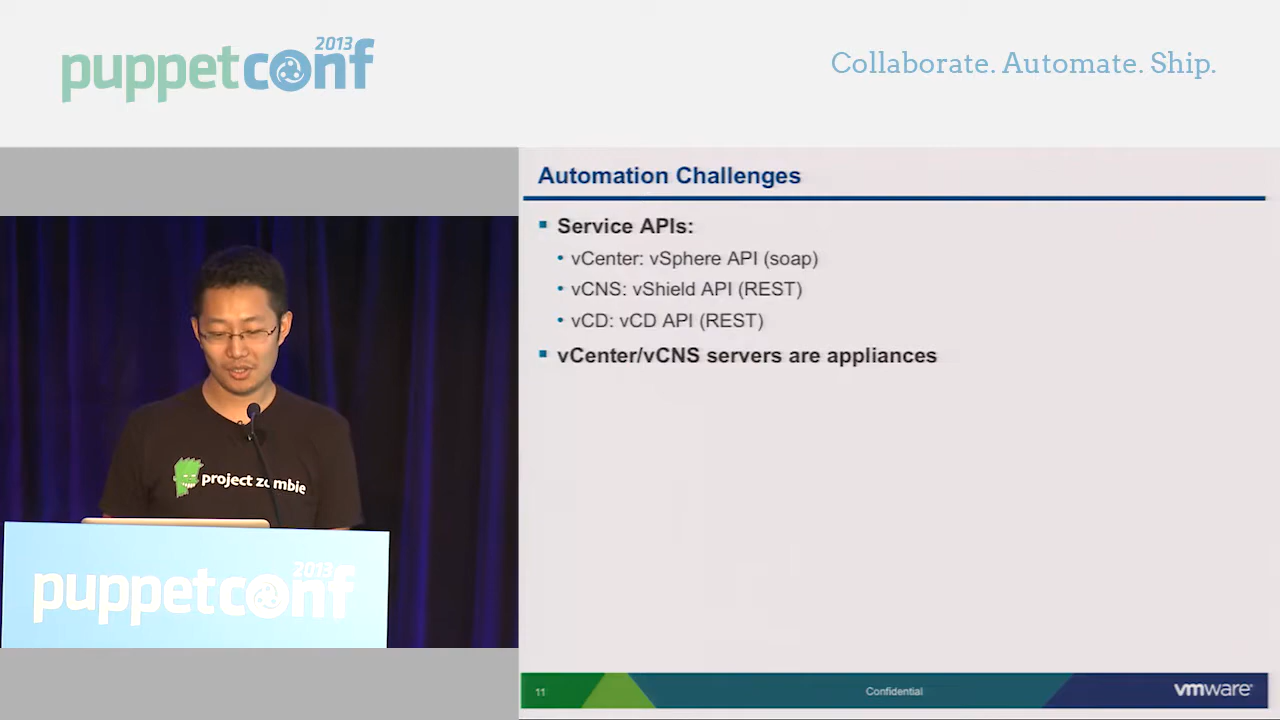 puppetconf 2013
Collaborate. Automate. Ship.
Automation Challenges
Service APIs:
• vCenter: vSphere API (soap)
• vCNS: vShield API (REST)
• vCD: vCD API (REST)
vCenter/vCNS servers are appliances
project zombie
puppetconf 2013
11
Confidential
vmware®